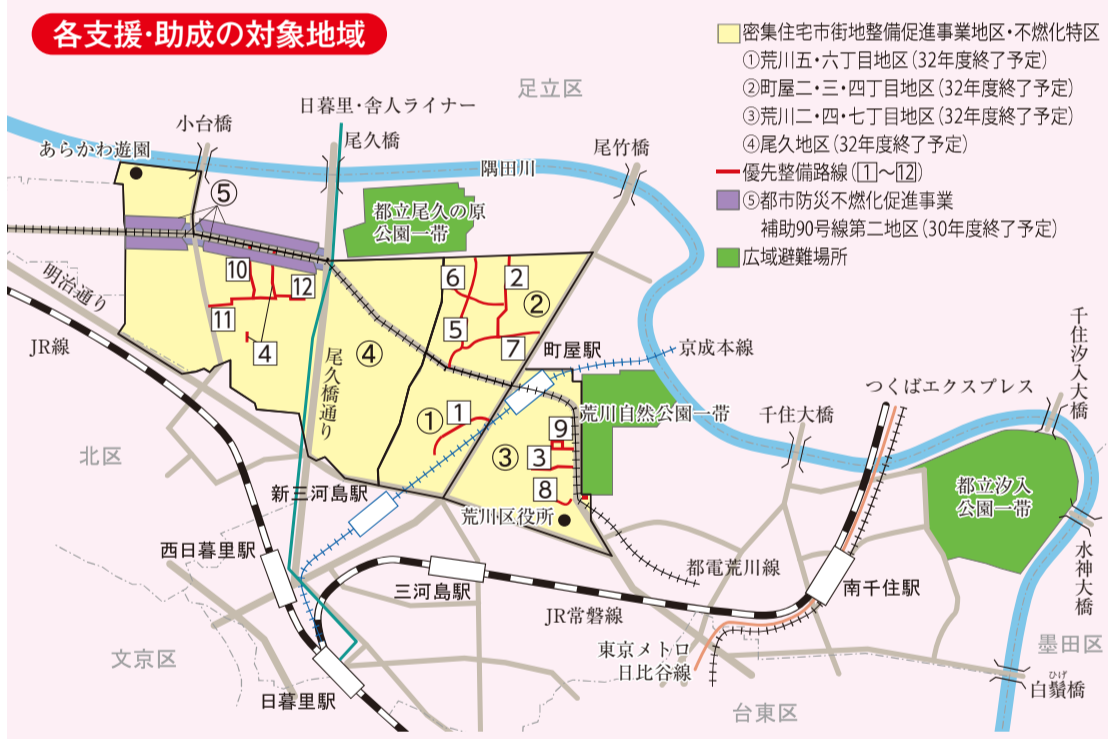 各支援・助成の対象地域
密集住宅市街地整備促進事業地区・不燃化特区
①荒川五・六丁目地区(32年度終了予定)
②町屋二・三・四丁目地区(32年度終了予定)
③荒川二・四・七丁目地区(32年度終了予定)
④尾久地区(32年度終了予定)
優先整備路線(1〜12)
⑤都市防災不燃化促進事業
補助90号線第二地区(30年度終了予定)
広域避難場所
足立区
日暮里・舎人ライナー
小台橋
尾久橋
あらかわ遊園
尾竹橋
隅田川
⑤
都立尾久の原
公園一帯
10
12
6
2
②
明治通り
11
5
7
4
④
町屋駅
京成本線
千住汐入大橋
JR線
尾久橋通り
つくばエクスプレス
①
1
荒川自然公園一帯
千住大橋
9
北区
③
3
新三河島駅
8
都立汐入
公園一帯
荒川区役所
西日暮里駅
水神大橋
三河島駅
都電荒川線
南千住駅
JR常磐線
文京区
東京メトロ
日比谷線
墨田区
日暮里駅
ひげ
白鬚橋
台東区